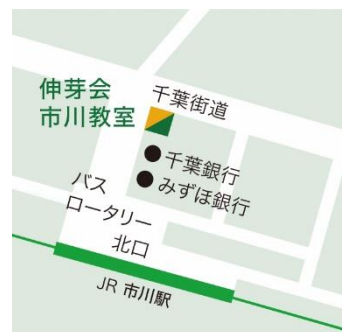 伸芽会
市川教室
千葉街道
千葉銀行
みずほ銀行
バス
ロータリー
北口
JR 市川駅